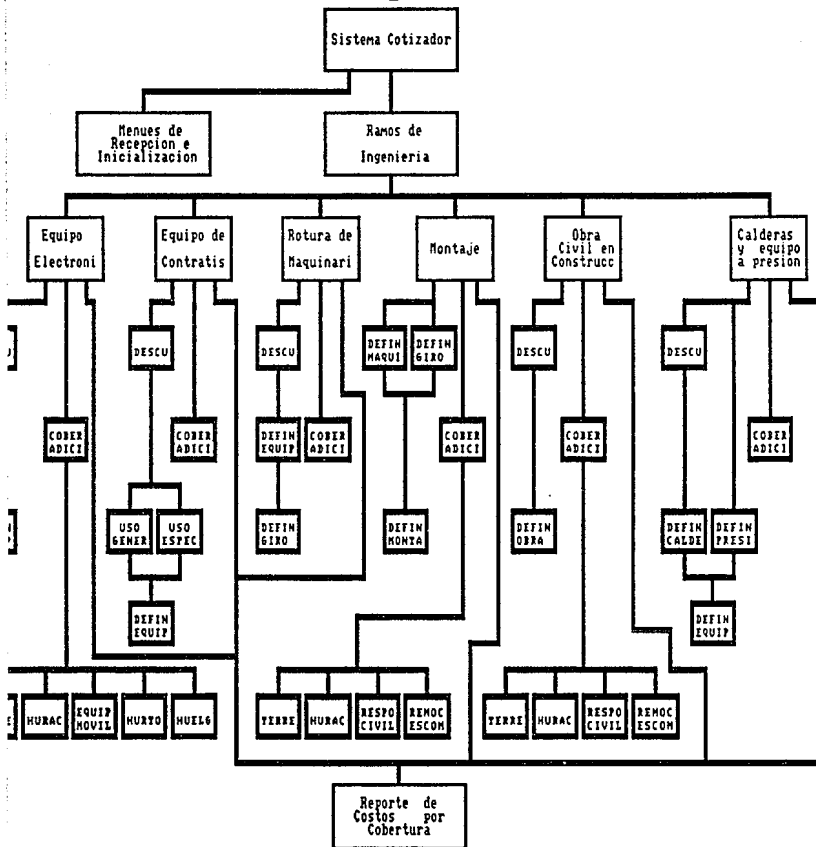 Sistema Cotizador
Menues de
Recepcion e
Inicializacion
Ramos de
Ingenieria
Equipo
Electroni
Equipo de
Contratis
Rotura de
Maquinari
Montaje
Obra
Civil en
Construcc
Calderas
y equipo
a presion
DESCU
DESCU
DEFIN
MAQUI
DEFIN
GIRO
DESCU
DESCU
COBER
ADICI
COBER
ADICI
DEFIN
EQUIP
COBER
ADICI
COBER
ADICI
COBER
ADICI
COBER
ADICI
USO
GENER
USO
ESPEC
DEFIN
GIRO
DEFIN
MONTA
DEFIN
OBRA
DEFIN
CALDE
DEFIN
PRESI
DEFIN
EQUIP
DEFIN
EQUIP
HURAC
EQUIP
MOVIL
HURTO
HUELG
TERRE
HURAC
RESPO
CIVIL
REMOC
ESCOM
TERRE
HURAC
RESPO
CIVIL
REMOC
ESCOM
Reporte de
Costos por
Cobertura